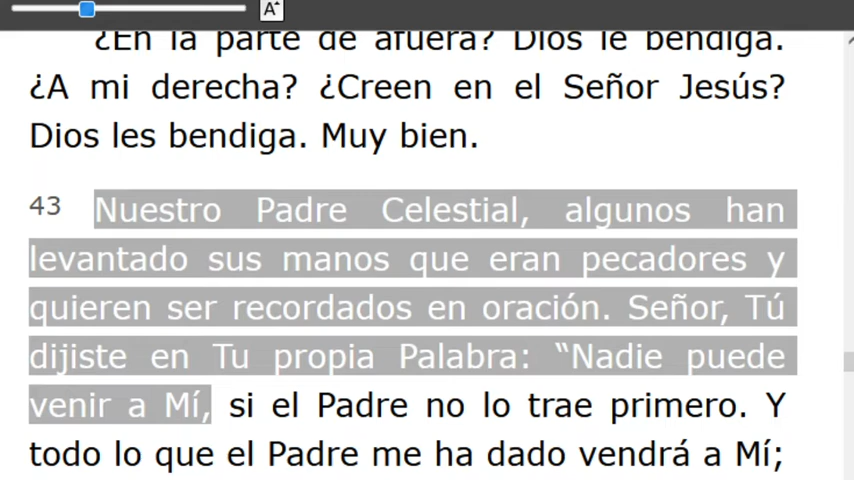 A
¿En la parte de afuera? Dios le bendiga.
¿A mi derecha? ¿Creen en el Señor Jesús?
Dios les bendiga. Muy bien.
43 Nuestro Padre Celestial, algunos han
levantado sus manos que eran pecadores y
quieren ser recordados en oración. Señor, Tú
dijiste en Tu propia Palabra: “Nadie puede
venir a Mí, si el Padre no lo trae primero. Y
todo lo que el Padre me ha dado vendrá a Mí;